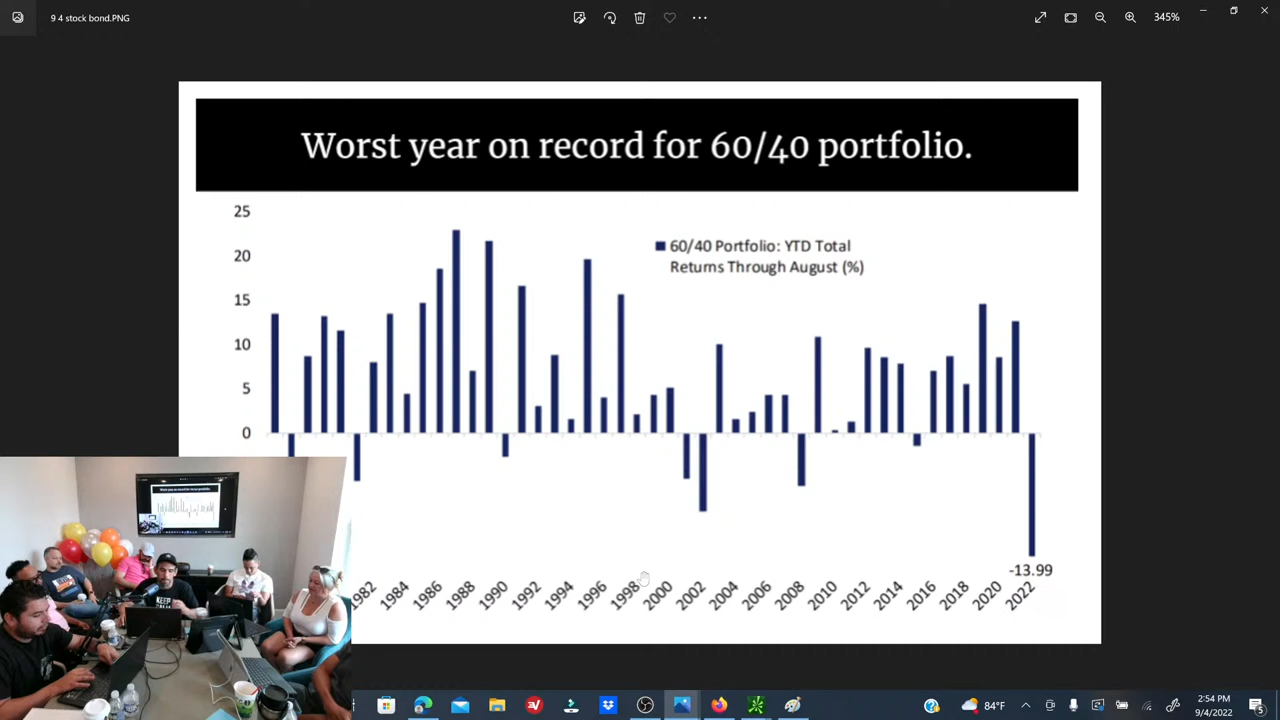 9 4 stock bond.PNG
345%
Worst year on record for 60/40 portfolio.
25
20
15
10
5
0
60/40 Portfolio: YTD Total
Returns Through August (%)
-13.99
1982 1984 1986 1988 1990 1992 1994 1996 1998 2000 2002 2004 2006 2008 2010 2012 2014 2016 2018 2020 2022
84°F
2:54 PM
9/4/2022